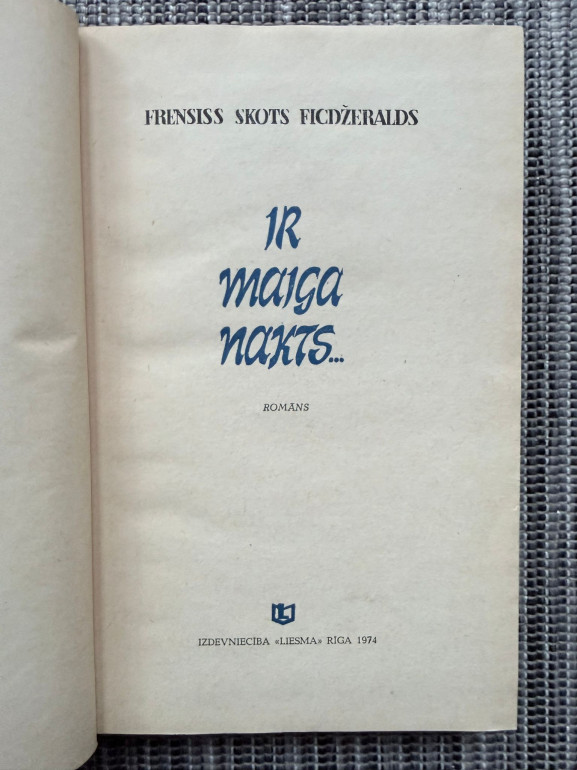 FRENSISS SKOTS FICDŽERALDS
IR
MAIGA
NAKTS...
ROMĀNS
IZDEVNIECĪBA «LIESMA» RĪGA 1974